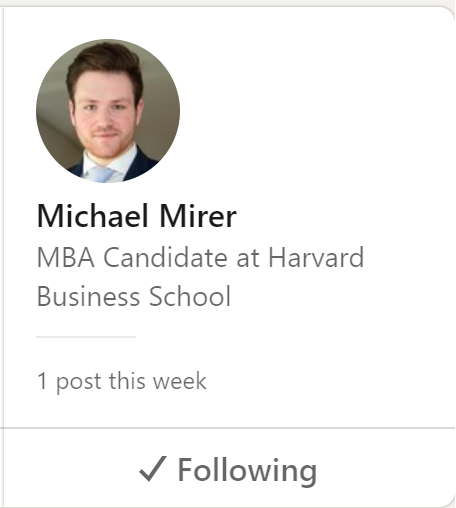 Michael Mirer
MBA Candidate at Harvard
Business School
1 post this week
Following